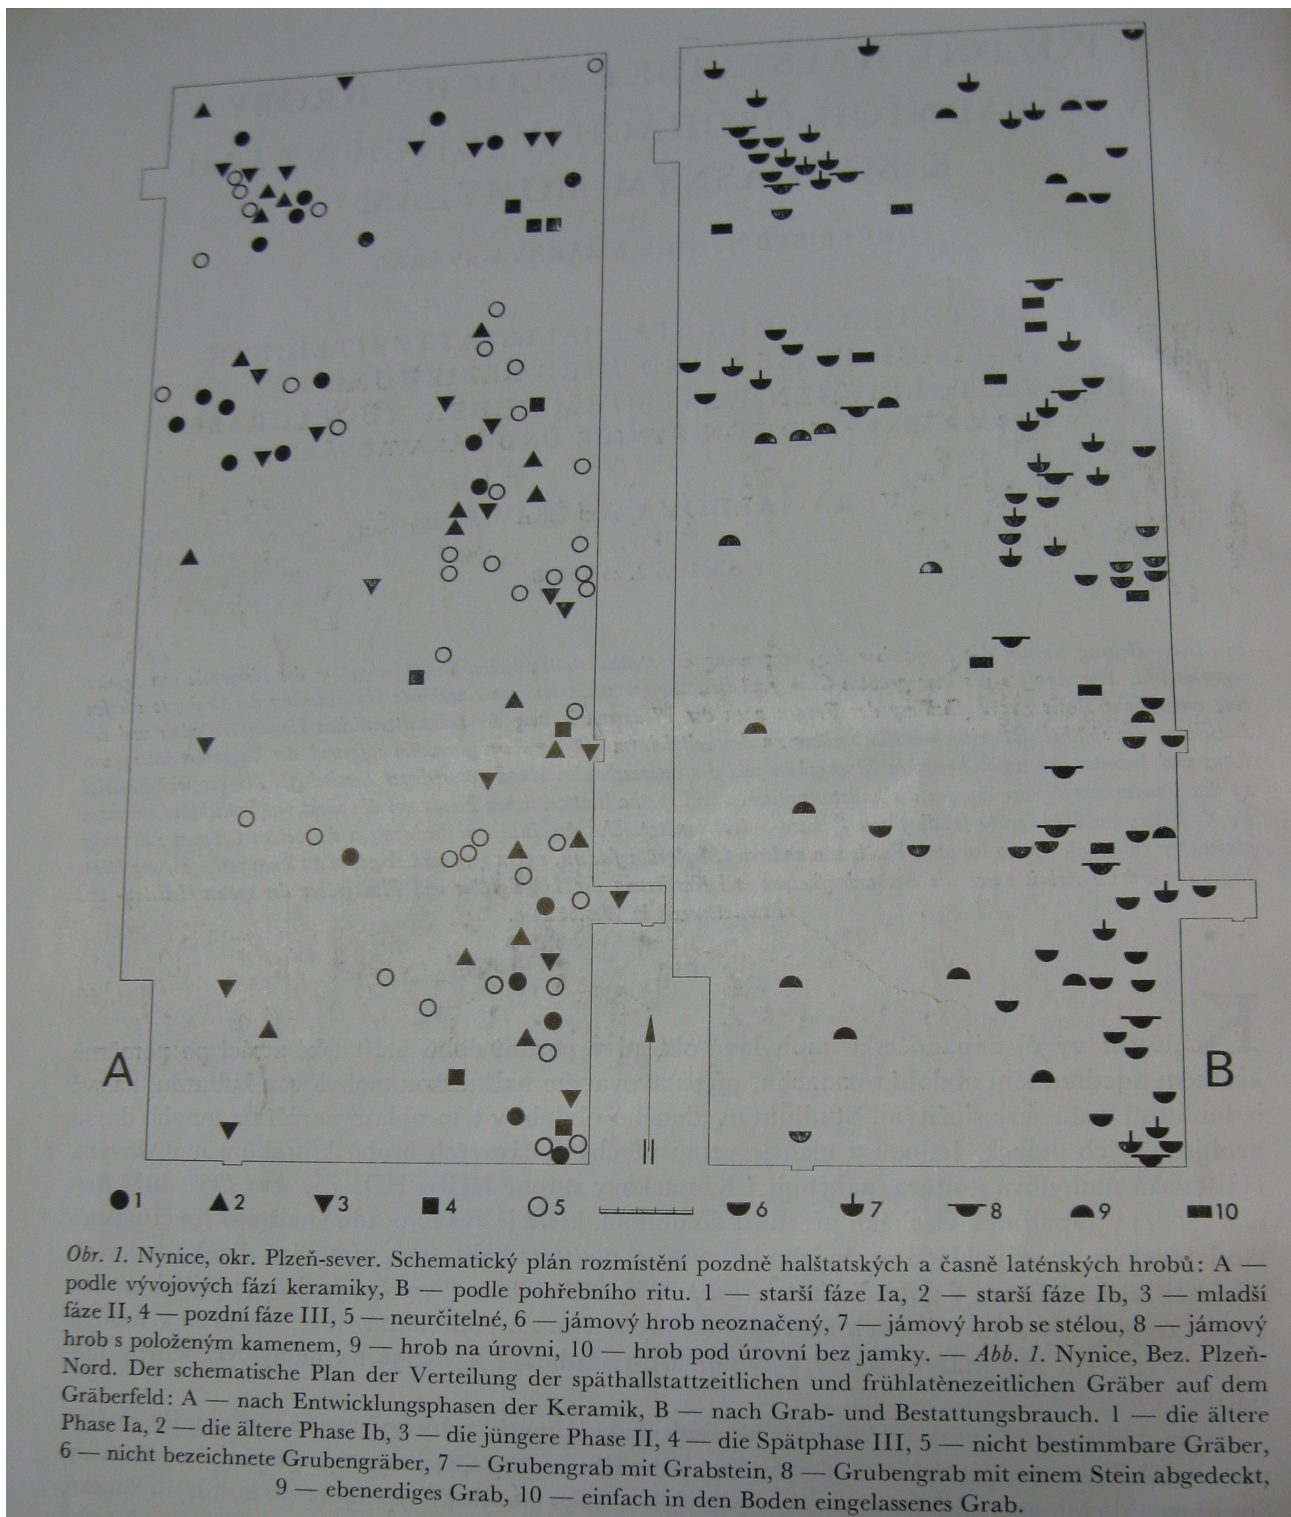 A
B
1 2 3 4 5 6 7 8 9 10
Obr. 1. Nynice, okr. Plzeň-sever. Schematický plán rozmístění pozdně halštatských a časně laténských hrobů: A —
podle vývojových fází keramiky, B — podle pohřebního ritu. 1 — starší fáze Ia, 2 — starší fáze Ib, 3 — mladší
fáze II, 4 — pozdní fáze III, 5 — neurčitelné, 6 — jámový hrob neoznačený, 7 — jámový hrob se stélou, 8 — jámový
hrob s položeným kamenem, 9 — hrob na úrovni, 10 — hrob pod úrovní bez jamky. — Abb. 1. Nynice, Bez. Plzeň-
Nord. Der schematische Plan der Verteilung der späthallstattzeitlichen und frühlatènezeitlichen Gräber auf dem
Gräberfeld: A — nach Entwicklungsphasen der Keramik, B — nach Grab- und Bestattungsbrauch. 1 — die ältere
Phase Ia, 2 — die ältere Phase Ib, 3 — die jüngere Phase II, 4 — die Spätphase III, 5 — nicht bestimmbare Gräber,
6 — nicht bezeichnete Grubengräber, 7 — Grubengrab mit Grabstein, 8 — Grubengrab mit einem Stein abgedeckt,
9 — ebenerdiges Grab, 10 — einfach in den Boden eingelassenes Grab.